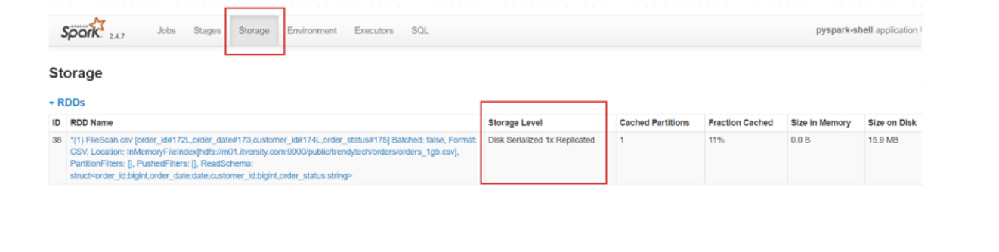 APACHE
Spark 2.4.7 Jobs Stages Storage Environment Executors SQL pyspark-shell application
Storage
RDDs
ID RDD Name Storage Level Cached Partitions Fraction Cached Size in Memory Size on Disk
38 *(1) FileScan csv [order_id#172L,order_date#173,customer_id#174L,order_status#175] Batched: false, Format: Disk Serialized 1x Replicated 1 11% 0.0 B 15.9 MB
CSV, Location: InMemoryFileIndex[hdfs://m01.itversity.com:9000/public/trendytech/orders/orders_1gb.csv],
PartitionFilters: [], PushedFilters: [], ReadSchema:
struct<order_id:bigint,order_date:date,customer_id:bigint,order_status:string>